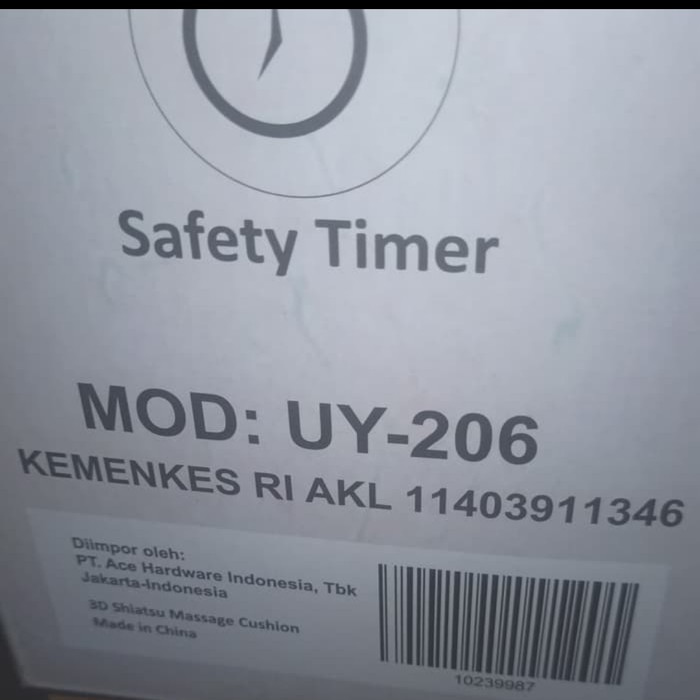 Safety Timer
MOD: UY-206
KEMENKES RI AKL 11403911346
Diimpor oleh:
PT. Ace Hardware Indonesia, Tbk
Jakarta-Indonesia
3D Shiatsu Massage Cushion
Made in China
10239987